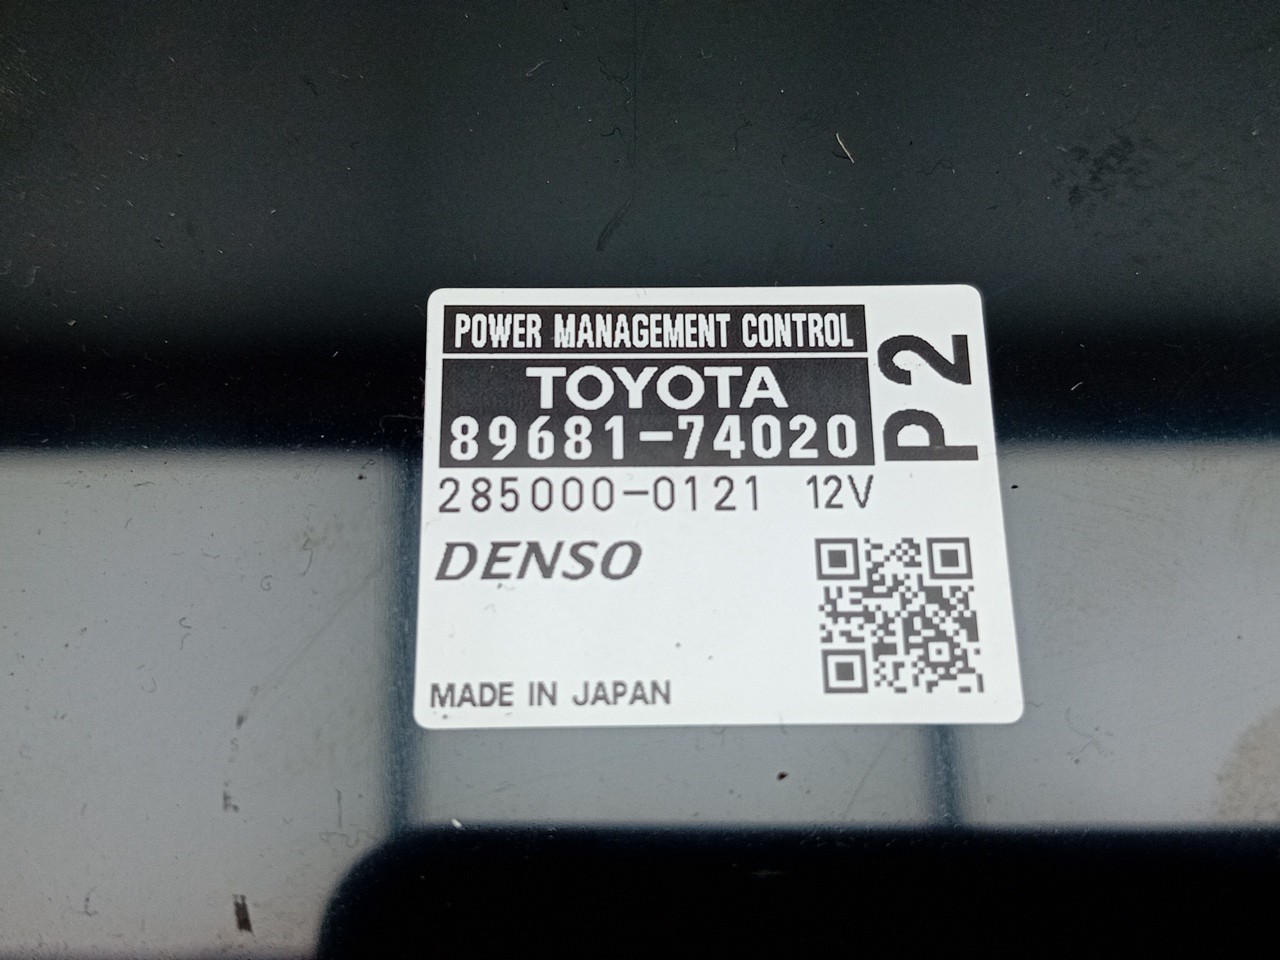 POWER MANAGEMENT CONTROL
TOYOTA
89681-74020
P2
285000-0121 12V
DENSO
MADE IN JAPAN